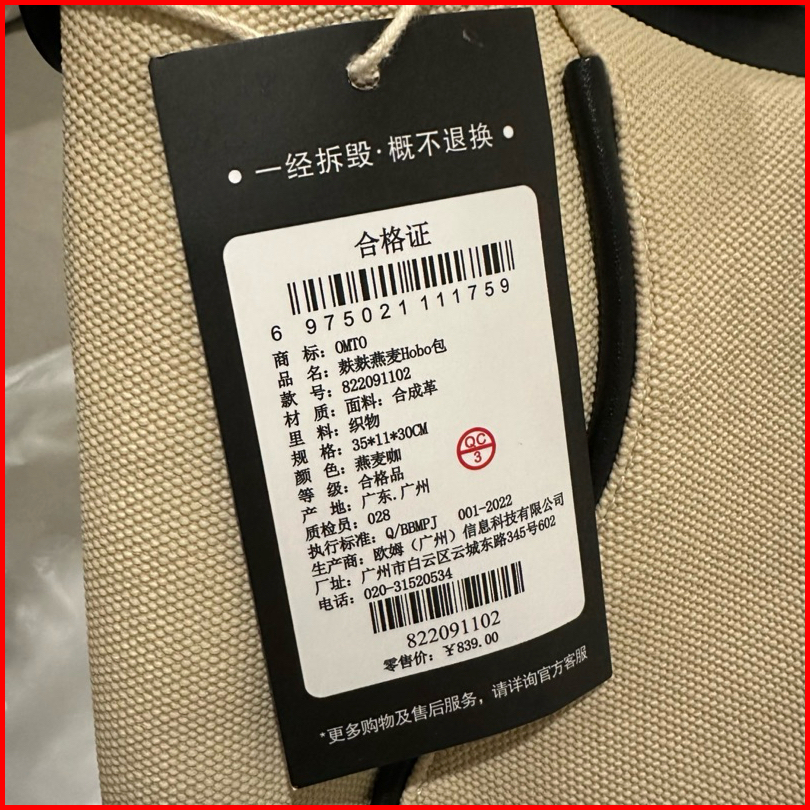 • 一经拆毁·概不退换 •
合格证
6 975021 111759
商 标：OMTO
品 名：麸麸燕麦Hobo包
款 号：822091102
材 质：面料：合成革
里 料：织物
规 格：35*11*30CM
颜 色：燕麦咖
等 级：合格品
产 地：广东.广州
质检员：028
执行标准：Q/BBMPJ 001-2022
生产商：欧姆（广州）信息科技有限公司
厂址：广州市白云区云城东路345号602
电话：020-31520534
QC
3
822091102
零售价：￥839.00
*更多购物及售后服务，请详询官方客服